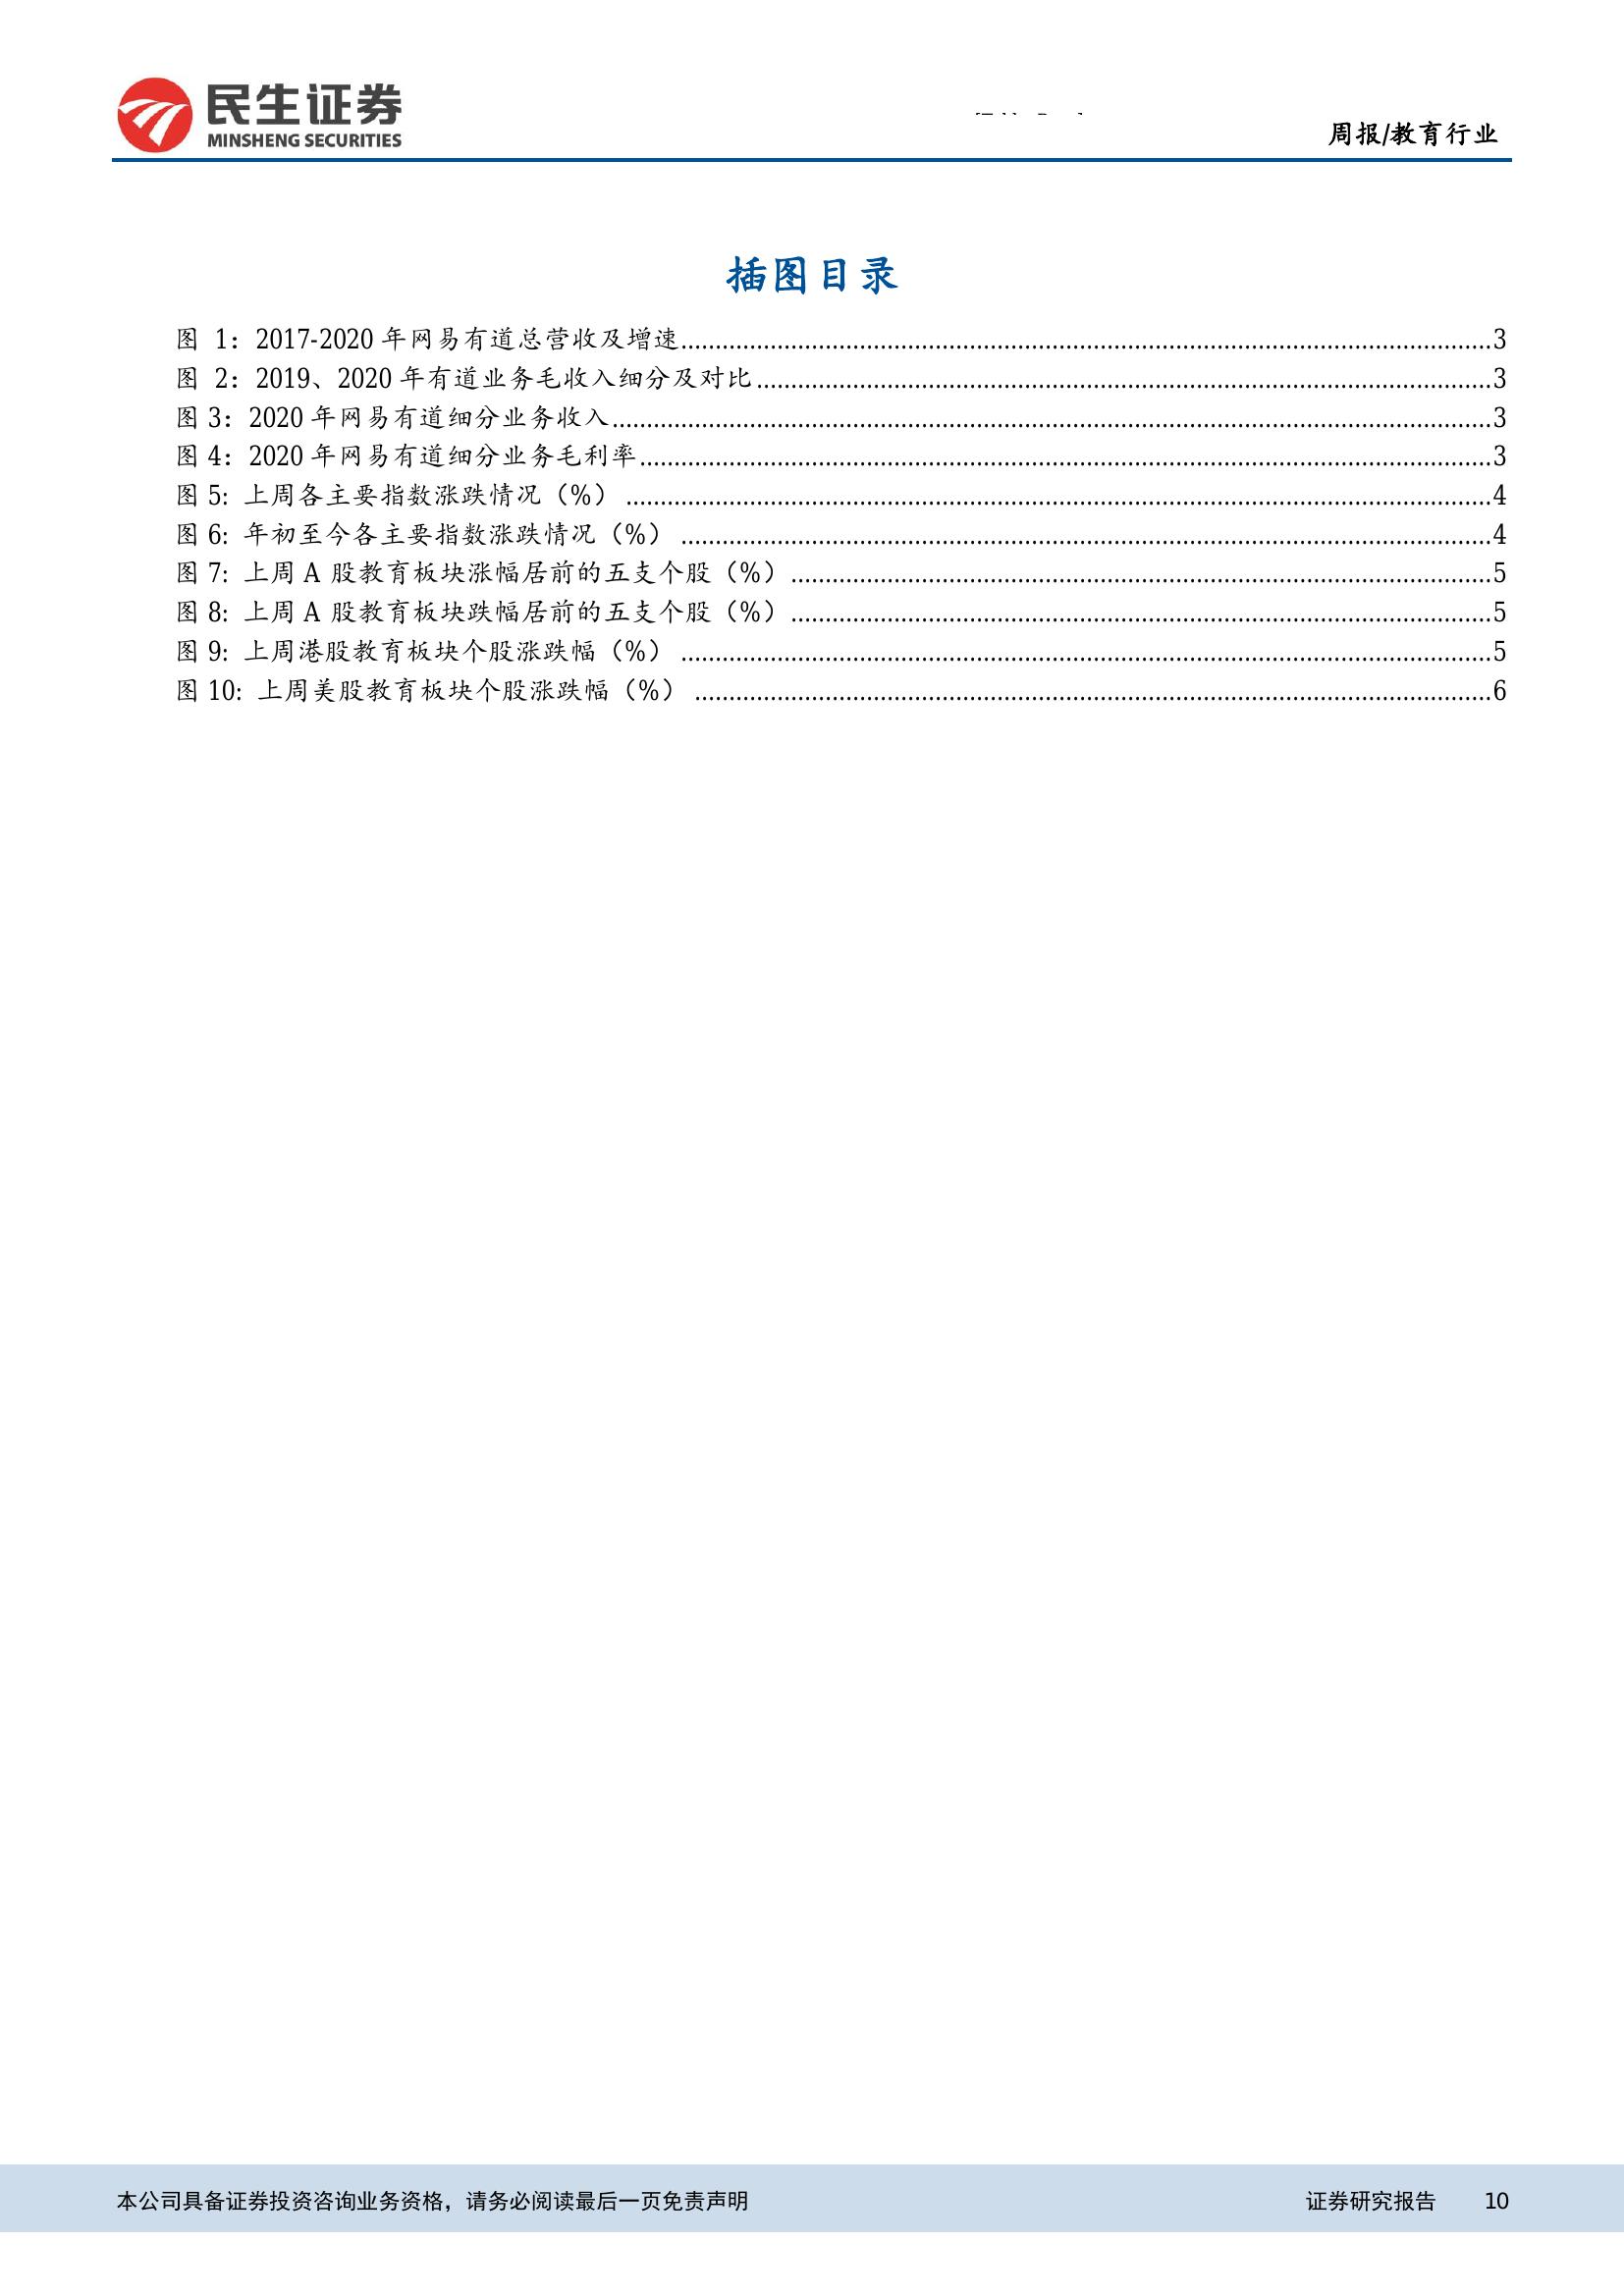 民生证券
MINSHENG SECURITIES
周报/教育行业
插图目录
图 1：2017-2020 年网易有道总营收及增速........3
图 2：2019、2020 年有道业务毛收入细分及对比........3
图 3：2020 年网易有道细分业务收入........3
图 4：2020 年网易有道细分业务毛利率........3
图 5: 上周各主要指数涨跌情况（%）........4
图 6: 年初至今各主要指数涨跌情况（%）........4
图 7: 上周 A 股教育板块涨幅居前的五支个股（%）........5
图 8: 上周 A 股教育板块跌幅居前的五支个股（%）........5
图 9: 上周港股教育板块个股涨跌幅（%）........5
图 10: 上周美股教育板块个股涨跌幅（%）........6
本公司具备证券投资咨询业务资格，请务必阅读最后一页免责声明 证券研究报告 10